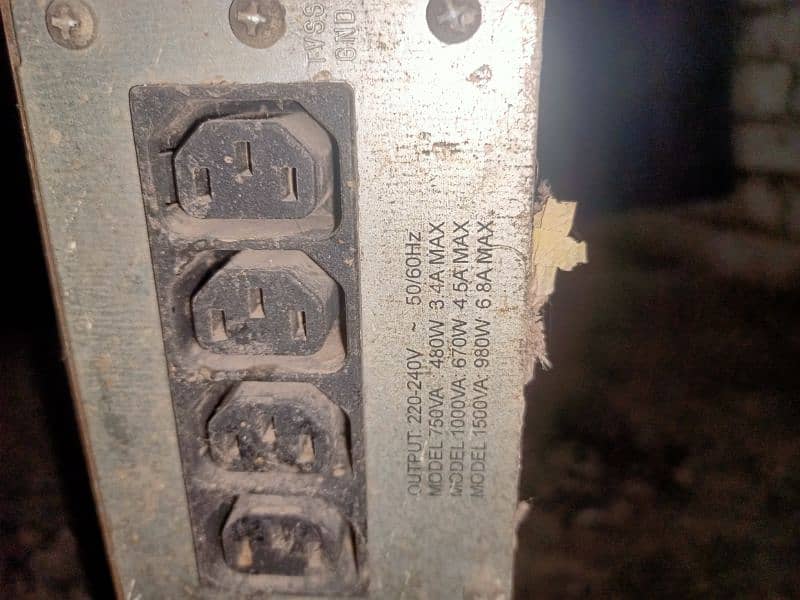 TVSS
GND
OUTPUT: 220-240V ~ 50/60Hz
MODEL 750VA: 480W 3.4A MAX
MODEL 1000VA: 670W 4.5A MAX
MODEL 1500VA: 980W 6.8A MAX